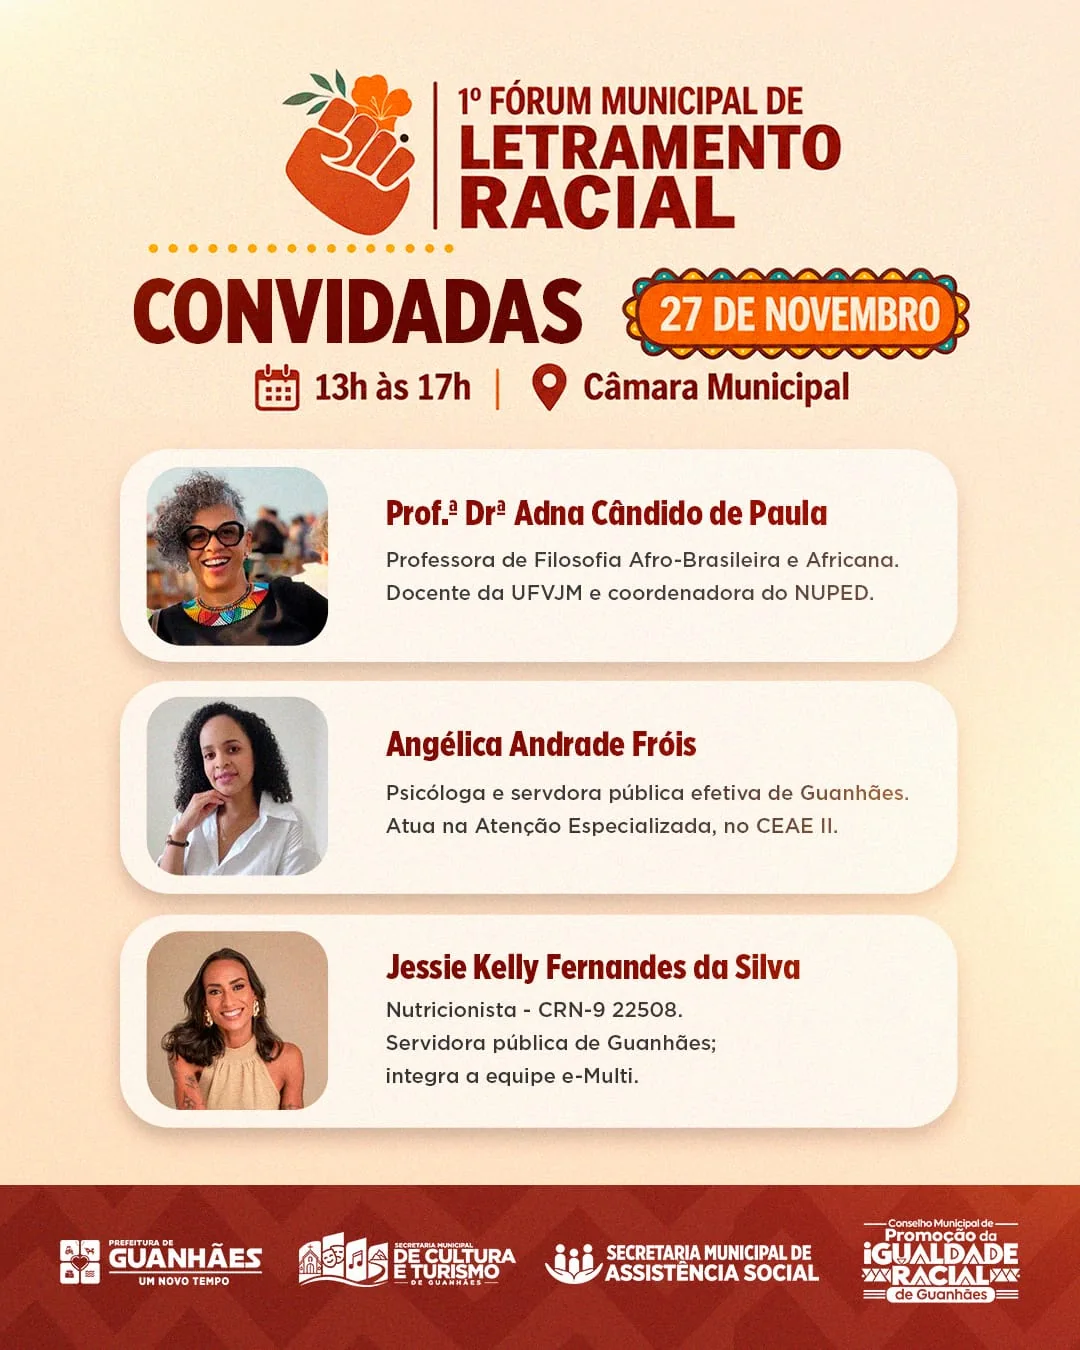 1º FÓRUM MUNICIPAL DE
LETRAMENTO
RACIAL
CONVIDADAS
27 DE NOVEMBRO
13h às 17h | Câmara Municipal
Prof.ª Drª Adna Cândido de Paula
Professora de Filosofia Afro-Brasileira e Africana.
Docente da UFVJM e coordenadora do NUPED.
Angélica Andrade Fróis
Psicóloga e servdora pública efetiva de Guanhães.
Atua na Atenção Especializada, no CEAE II.
Jessie Kelly Fernandes da Silva
Nutricionista - CRN-9 22508.
Servidora pública de Guanhães;
integra a equipe e-Multi.
PREFEITURA DE
GUANHÃES
UM NOVO TEMPO
SECRETARIA MUNICIPAL
DE CULTURA
E TURISMO
DE GUANHÃES
SECRETARIA MUNICIPAL DE
ASSISTÊNCIA SOCIAL
Conselho Municipal de
Promoção da
iGUALDADE
RACIAL
de Guanhães